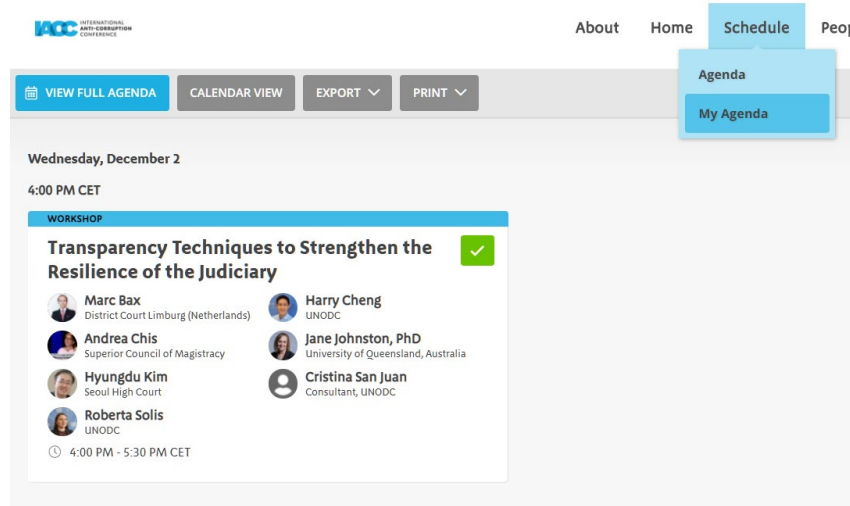 IACC INTERNATIONAL
ANTI-CORRUPTION
CONFERENCE
About Home Schedule Peop
Agenda
My Agenda
VIEW FULL AGENDA CALENDAR VIEW EXPORT PRINT
Wednesday, December 2
4:00 PM CET
WORKSHOP
Transparency Techniques to Strengthen the
Resilience of the Judiciary
Marc Bax
District Court Limburg (Netherlands)
Harry Cheng
UNODC
Andrea Chis
Superior Council of Magistracy
Jane Johnston, PhD
University of Queensland, Australia
Hyungdu Kim
Seoul High Court
Cristina San Juan
Consultant, UNODC
Roberta Solis
UNODC
4:00 PM - 5:30 PM CET